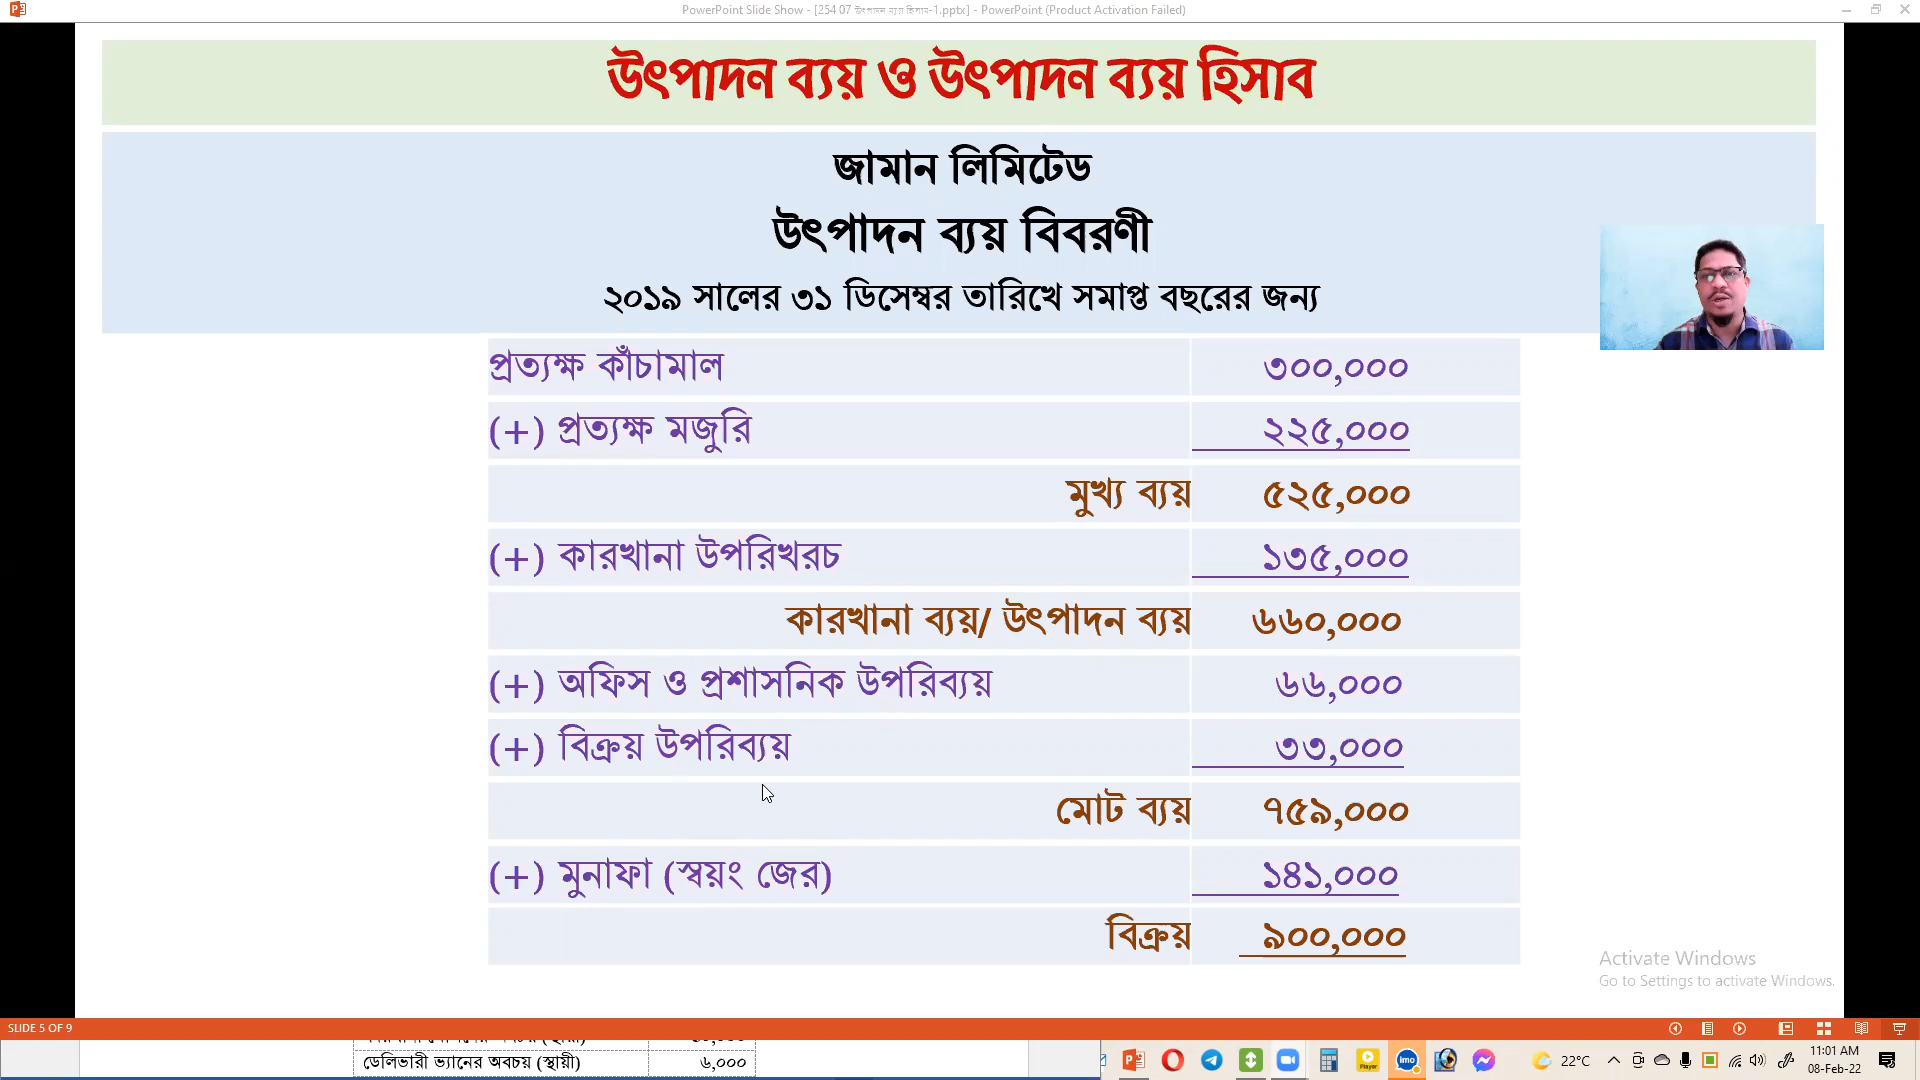 PowerPoint Slide Show - [254 07 উৎপাদন ব্যয় হিসাব-1.pptx] - PowerPoint (Product Activation Failed)
উৎপাদন ব্যয় ও উৎপাদন ব্যয় হিসাব
জামান লিমিটেড
উৎপাদন ব্যয় বিবরণী
২০১৯ সালের ৩১ ডিসেম্বর তারিখে সমাপ্ত বছরের জন্য
প্রত্যক্ষ কাঁচামাল ৩০০,০০০
(+) প্রত্যক্ষ মজুরি ২২৫,০০০
মুখ্য ব্যয় ৫২৫,০০০
(+) কারখানা উপরিখরচ ১৩৫,০০০
কারখানা ব্যয়/ উৎপাদন ব্যয় ৬৬০,০০০
(+) অফিস ও প্রশাসনিক উপরিব্যয় ৬৬,০০০
(+) বিক্রয় উপরিব্যয় ৩৩,০০০
মোট ব্যয় ৭৫৯,০০০
(+) মুনাফা (স্বয়ং জের) ১৪১,০০০
বিক্রয় ৯০০,০০০
Activate Windows
Go to Settings to activate Windows.
SLIDE 5 OF 9
ডেলিভারী ভ্যানের অবচয় (স্থায়ী) ৬,০০০
Player
imo
22°C
11:01 AM
08-Feb-22